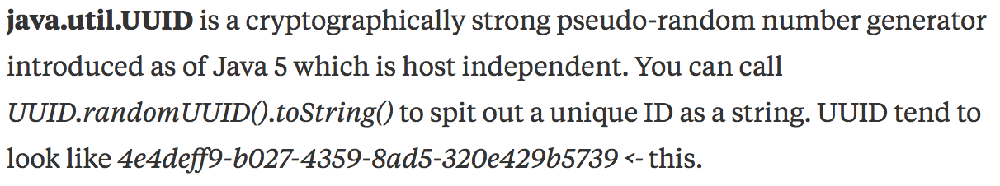 java.util.UUID is a cryptographically strong pseudo-random number generator
introduced as of Java 5 which is host independent. You can call
UUID.randomUUID().toString() to spit out a unique ID as a string. UUID tend to
look like 4e4deff9-b027-4359-8ad5-320e429b5739 <- this.